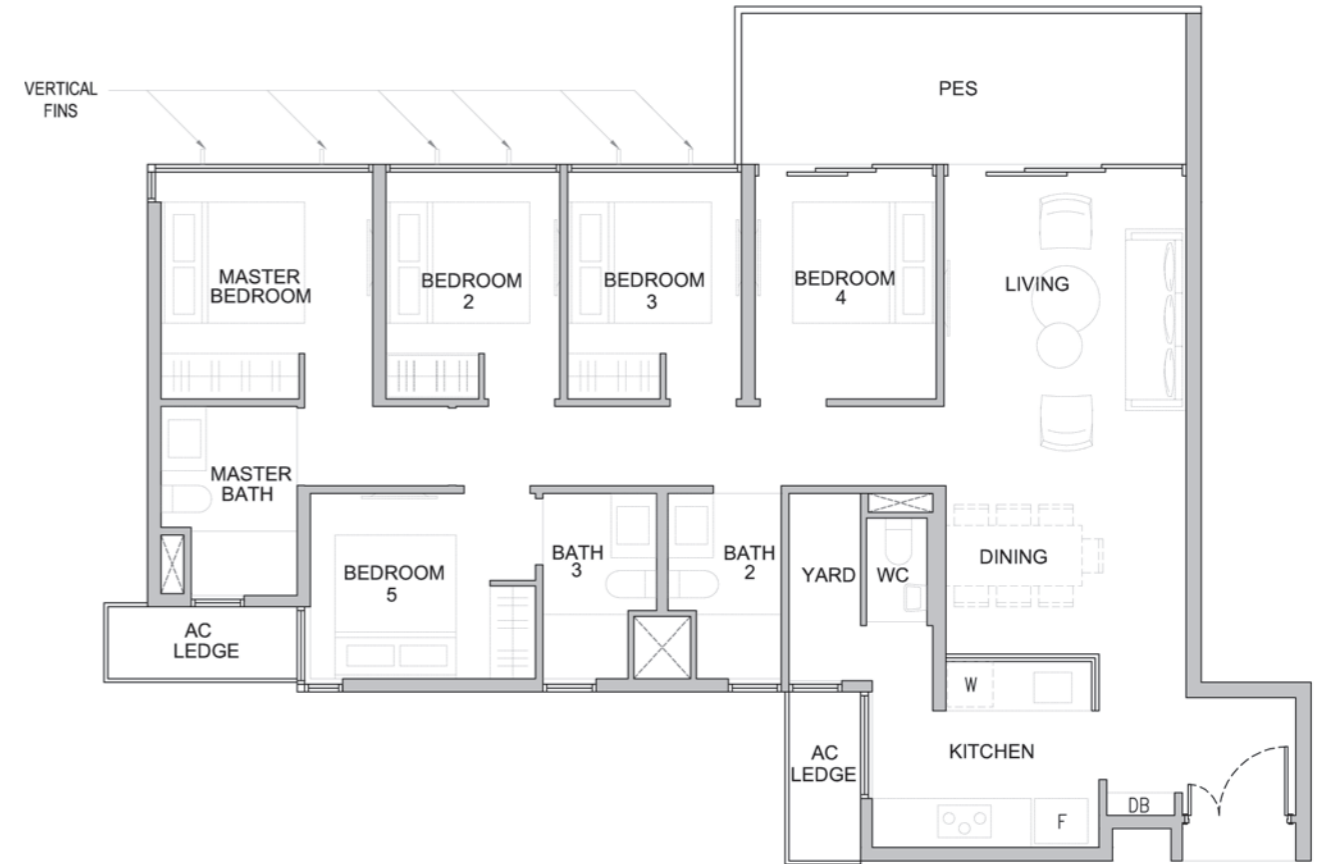 VERTICAL
FINS
PES
MASTER
BEDROOM
BEDROOM
2
BEDROOM
3
BEDROOM
4
LIVING
MASTER
BATH
BEDROOM
5
BATH
3
BATH
2
YARD
WC
DINING
AC
LEDGE
W
KITCHEN
AC
LEDGE
F
DB